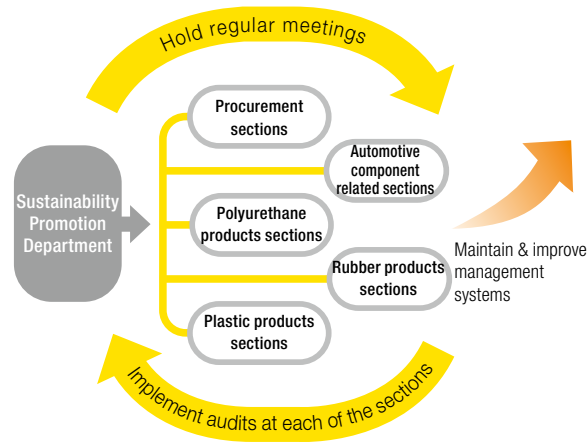 Hold regular meetings
Procurement
sections
Automotive
component
related sections
Sustainability
Promotion
Department
Polyurethane
products sections
Rubber products
sections
Maintain & improve
management
systems
Plastic products
sections
Implement audits at each of the sections